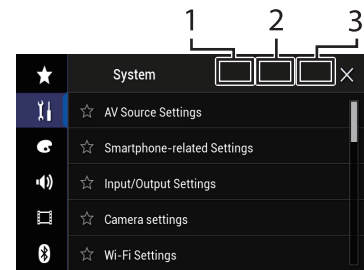 1 2 3
System
AV Source Settings
Smartphone-related Settings
Input/Output Settings
Camera settings
Wi-Fi Settings